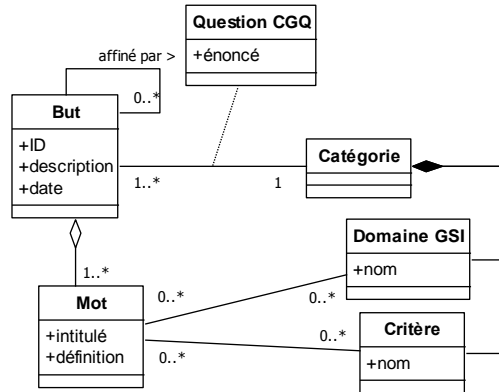 Question CGQ
+énoncé
affiné par >
0..*
But
+ID
+description
+date
1..*
1
Catégorie
1..*
Mot
+intitulé
+définition
0..*
0..*
Domaine GSI
+nom
0..*
0..*
Critère
+nom